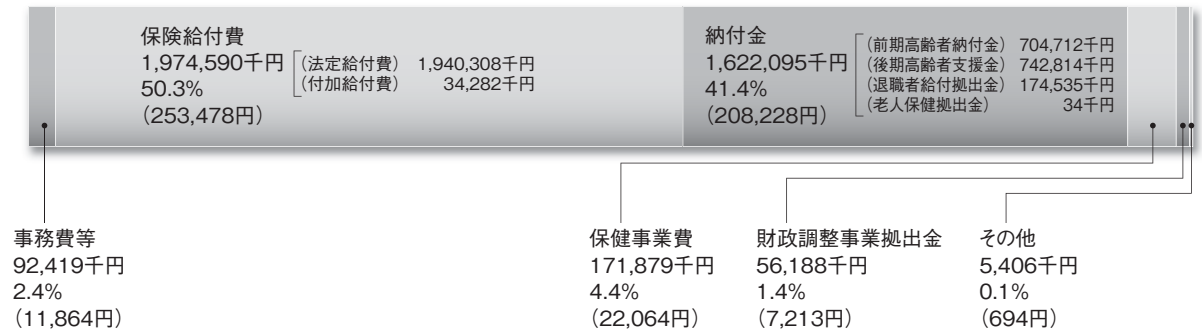 保険給付費
1,974,590千円
50.3%
(253,478円)
(法定給付費) 1,940,308千円
(付加給付費) 34,282千円
納付金
1,622,095千円
41.4%
(208,228円)
(前期高齢者納付金) 704,712千円
(後期高齢者支援金) 742,814千円
(退職者給付拠出金) 174,535千円
(老人保健拠出金) 34千円
事務費等
92,419千円
2.4%
(11,864円)
保健事業費
171,879千円
4.4%
(22,064円)
財政調整事業拠出金
56,188千円
1.4%
(7,213円)
その他
5,406千円
0.1%
(694円)